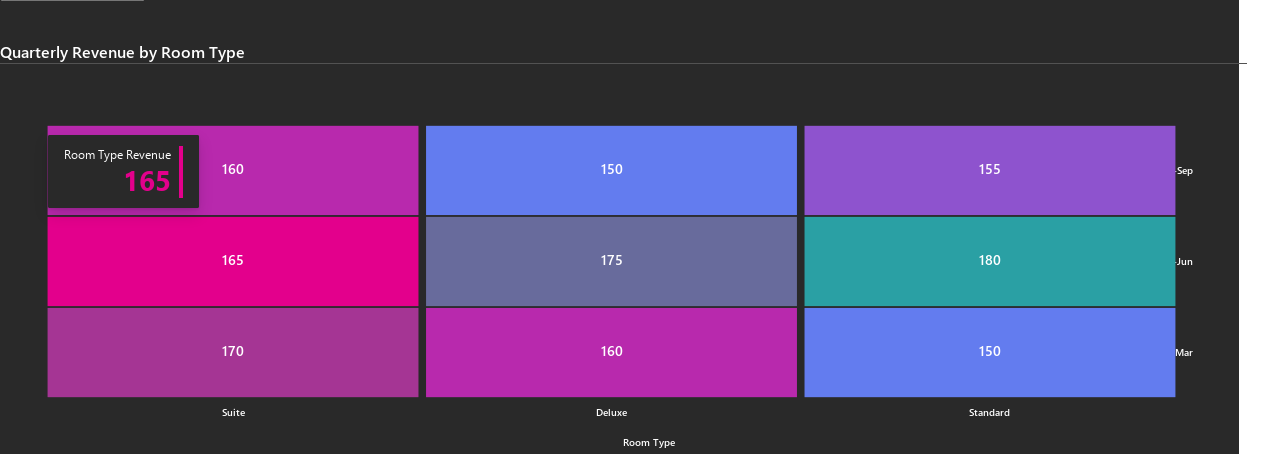 Quarterly Revenue by Room Type
Room Type Revenue
165
160
150
155
Sep
165
175
180
Jun
170
160
150
Mar
Suite
Deluxe
Standard
Room Type